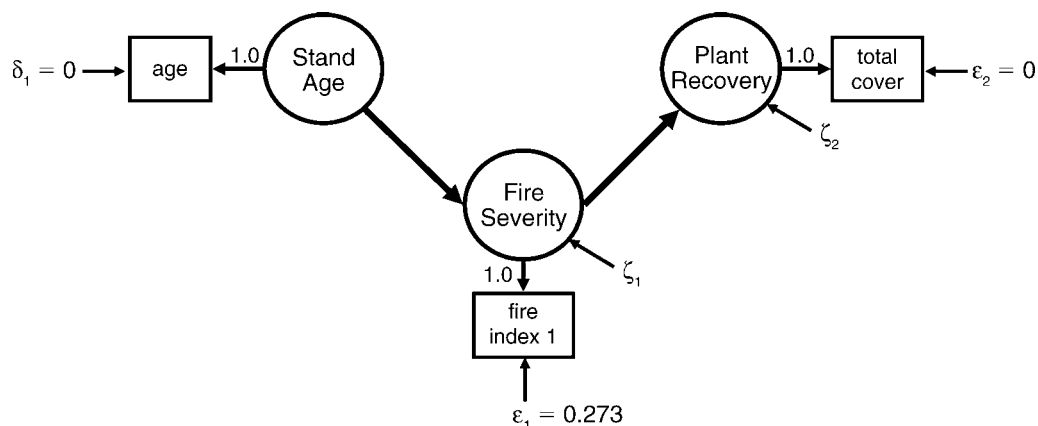 δ₁ = 0
age
1.0
Stand
Age
Plant
Recovery
1.0
total
cover
ε₂ = 0
ζ₂
Fire
Severity
1.0
ζ₁
fire
index 1
ε₁ = 0.273